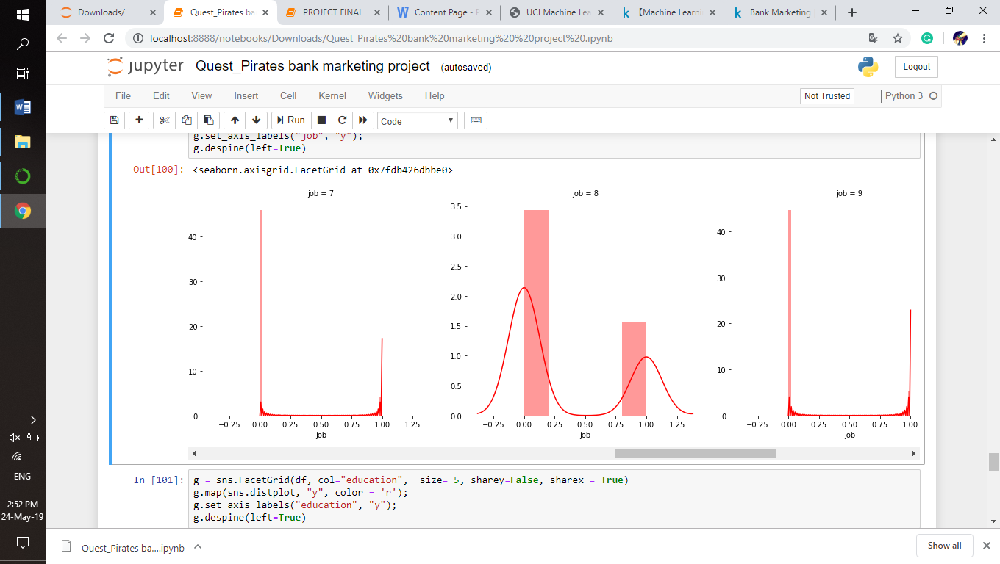 Downloads/
Quest_Pirates ba
PROJECT FINAL
Content Page - P
UCI Machine Lea
【Machine Learni
Bank Marketing
localhost:8888/notebooks/Downloads/Quest_Pirates%20bank%20marketing%20%20project%20.ipynb
jupyter Quest_Pirates bank marketing project (autosaved)
Logout
File Edit View Insert Cell Kernel Widgets Help
Not Trusted
Python 3
Run
Code
g.set_axis_labels("job", "y");
g.despine(left=True)
Out[100]: <seaborn.axisgrid.FacetGrid at 0x7fdb426dbbe0>
job = 7
40
30
20
10
0
−0.25 0.00 0.25 0.50 0.75 1.00 1.25
job
job = 8
3.5
3.0
2.5
2.0
1.5
1.0
0.5
0.0
−0.25 0.00 0.25 0.50 0.75 1.00 1.25
job
job = 9
40
30
20
10
0
−0.25 0.00 0.25 0.50 0.75 1.00
job
In [101]: g = sns.FacetGrid(df, col="education",  size= 5, sharey=False, sharex = True)
g.map(sns.distplot, "y", color = 'r');
g.set_axis_labels("education", "y");
g.despine(left=True)
ENG
2:52 PM
24-May-19
Quest_Pirates ba....ipynb
Show all